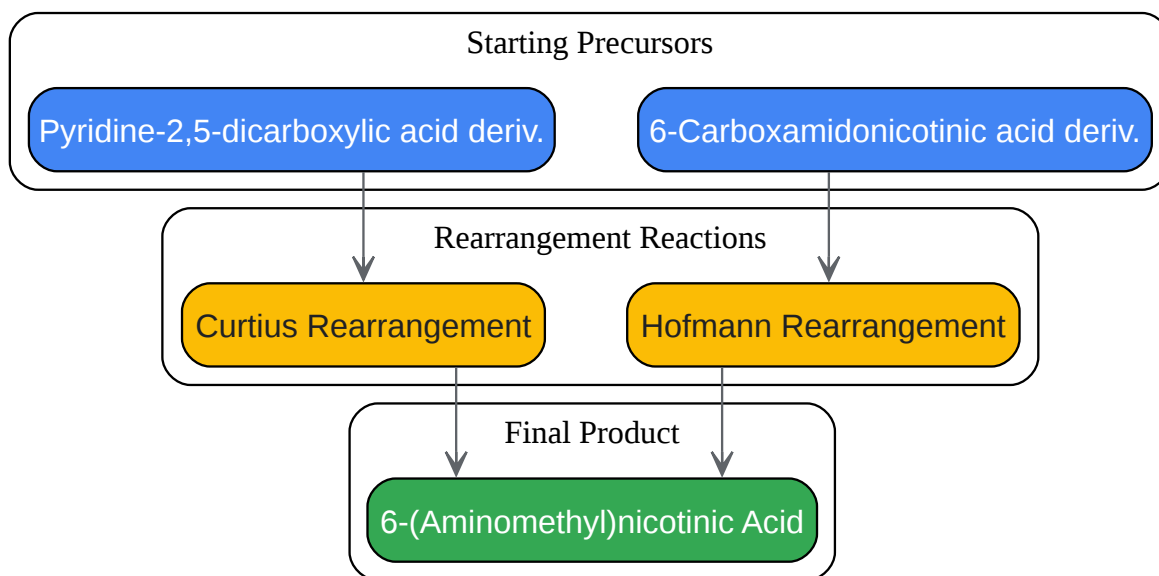 Starting Precursors
Pyridine-2,5-dicarboxylic acid deriv.
6-Carboxamidonicotinic acid deriv.
Rearrangement Reactions
Curtius Rearrangement
Hofmann Rearrangement
Final Product
6-(Aminomethyl)nicotinic Acid